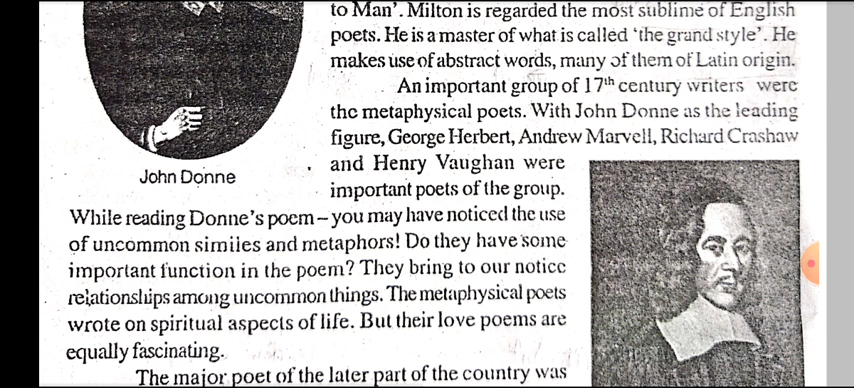 to Man’. Milton is regarded the most sublime of English
poets. He is a master of what is called ‘the grand style’. He
makes use of abstract words, many of them of Latin origin.
An important group of 17th century writers were
the metaphysical poets. With John Donne as the leading
figure, George Herbert, Andrew Marvell, Richard Crashaw
and Henry Vaughan were
important poets of the group.
John Donne
While reading Donne’s poem – you may have noticed the use
of uncommon similes and metaphors! Do they have some
important function in the poem? They bring to our notice
relationships among uncommon things. The metaphysical poets
wrote on spiritual aspects of life. But their love poems are
equally fascinating.
The major poet of the later part of the country was